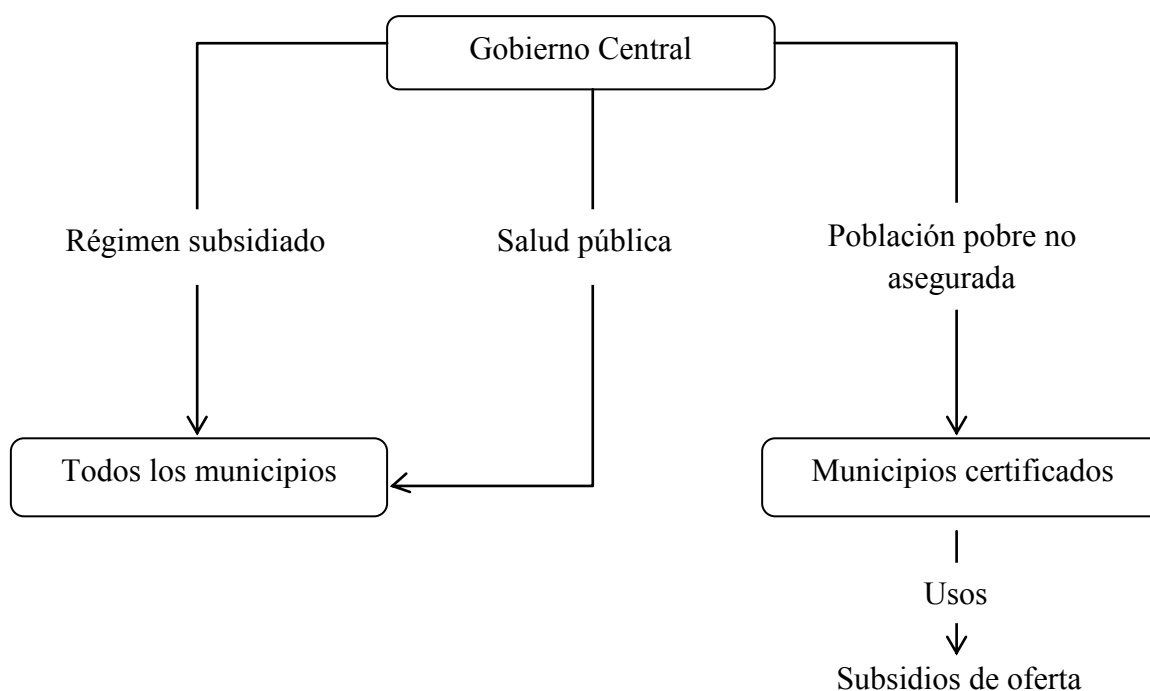 Gobierno Central
Régimen subsidiado
Salud pública
Población pobre no
asegurada
Todos los municipios
Municipios certificados
Usos
Subsidios de oferta